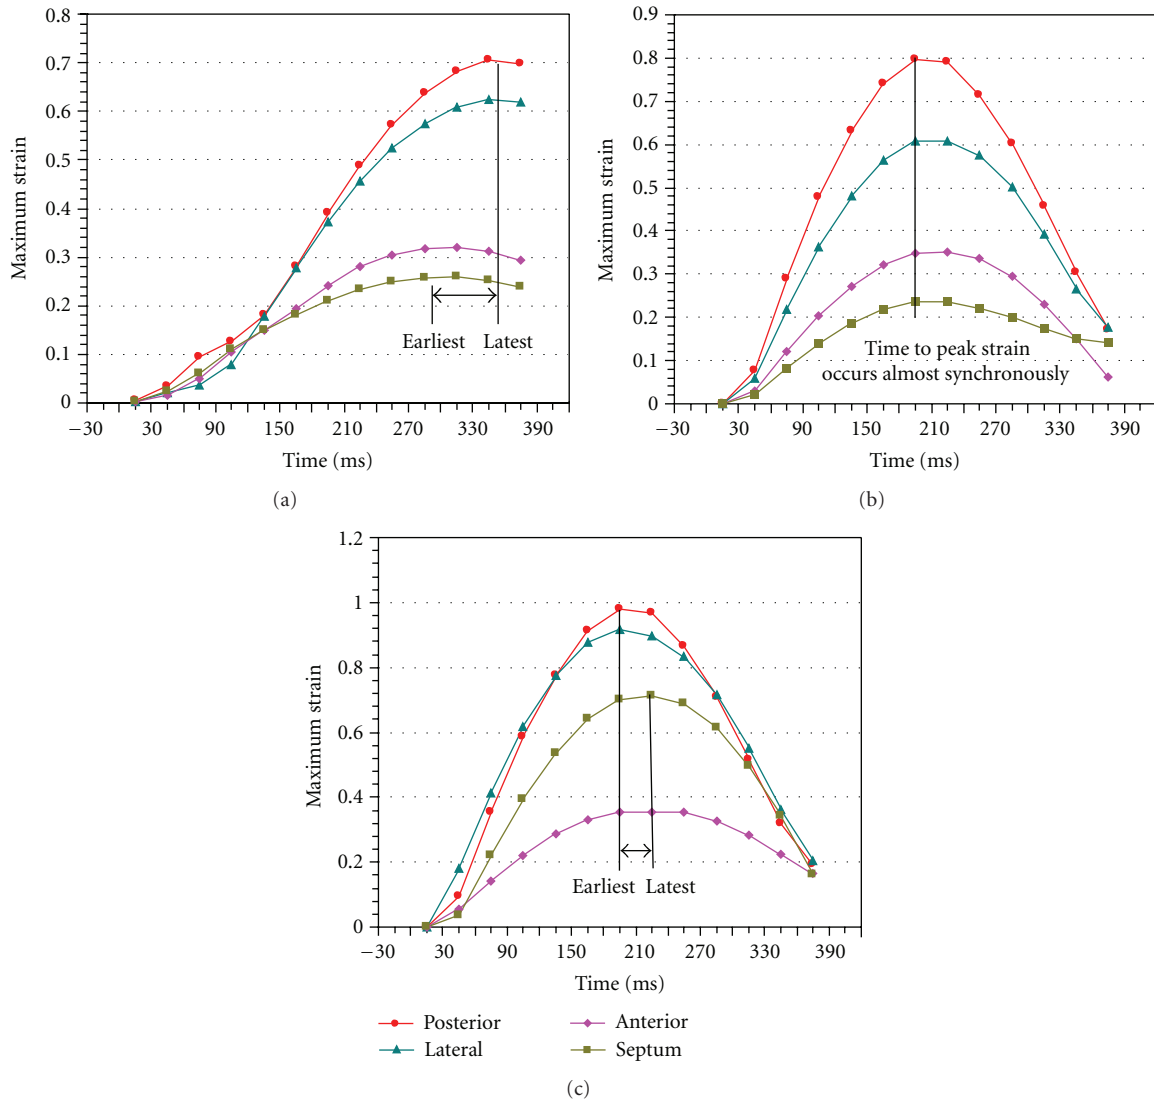 0.8
0.7
0.6
0.5
0.4
0.3
0.2
0.1
0
Maximum strain
Earliest Latest
−30 30 90 150 210 270 330 390
Time (ms)
(a)
0.9
0.8
0.7
0.6
0.5
0.4
0.3
0.2
0.1
0
Maximum strain
Time to peak strain
occurs almost synchronously
−30 30 90 150 210 270 330 390
Time (ms)
(b)
1.2
1
0.8
0.6
0.4
0.2
0
Maximum strain
Earliest Latest
−30 30 90 150 210 270 330 390
Time (ms)
Posterior
Lateral
Anterior
Septum
(c)